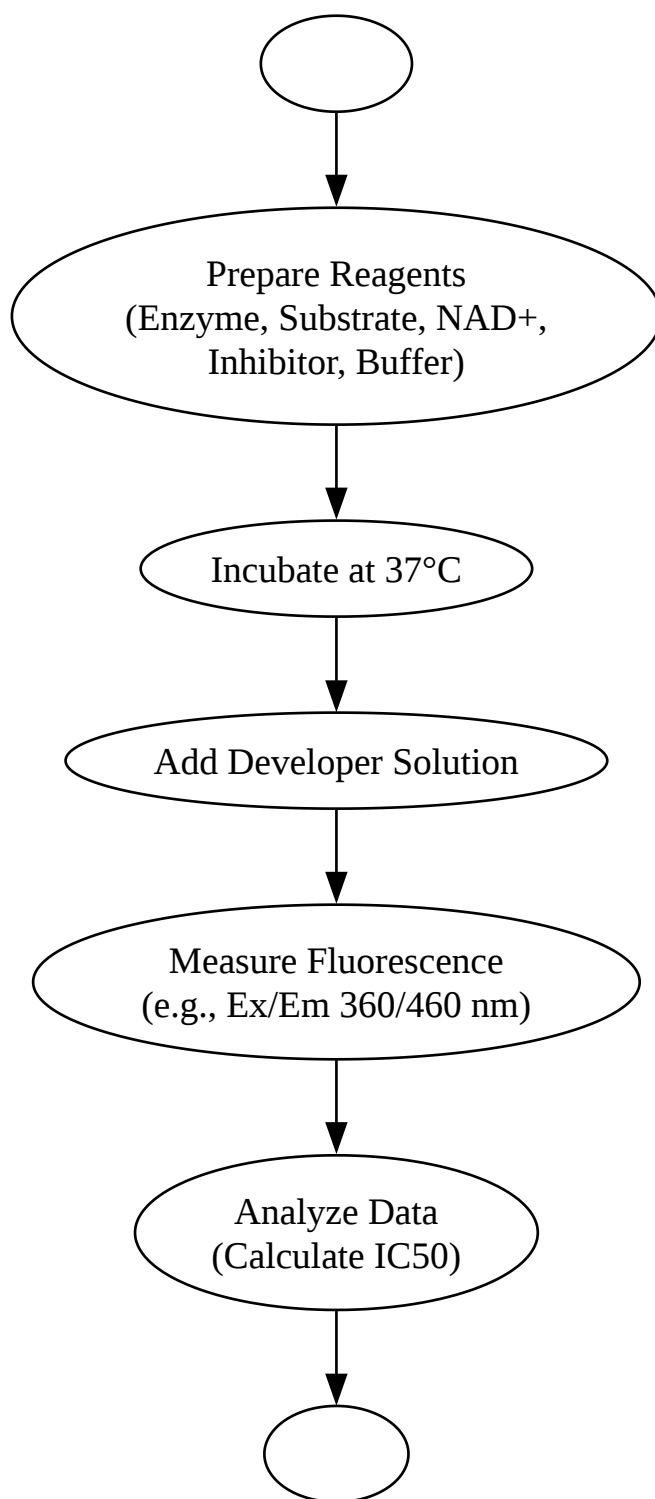 Prepare Reagents
(Enzyme, Substrate, NAD+,
Inhibitor, Buffer)
Incubate at 37°C
Add Developer Solution
Measure Fluorescence
(e.g., Ex/Em 360/460 nm)
Analyze Data
(Calculate IC50)